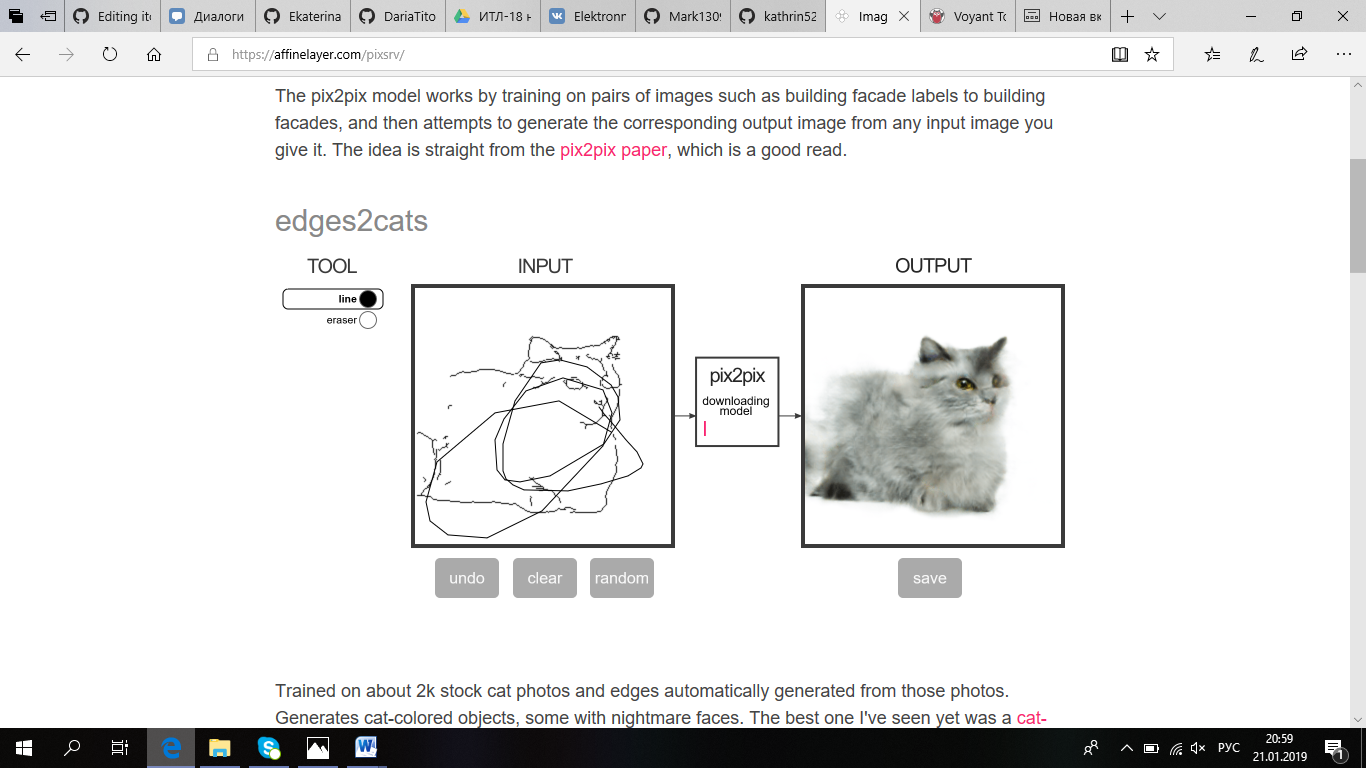 Editing ite
Диалоги
Ekaterina
DariaTito
ИТЛ-18 н
Elektronn
Mark1309
kathrin52
Imag
Voyant To
Новая вк
https://affinelayer.com/pixsrv/
The pix2pix model works by training on pairs of images such as building facade labels to building
facades, and then attempts to generate the corresponding output image from any input image you
give it. The idea is straight from the pix2pix paper, which is a good read.
edges2cats
TOOL
INPUT
OUTPUT
line
eraser
pix2pix
downloading
model
undo
clear
random
save
Trained on about 2k stock cat photos and edges automatically generated from those photos.
Generates cat-colored objects, some with nightmare faces. The best one I've seen yet was a cat-
РУС
20:59
21.01.2019
1